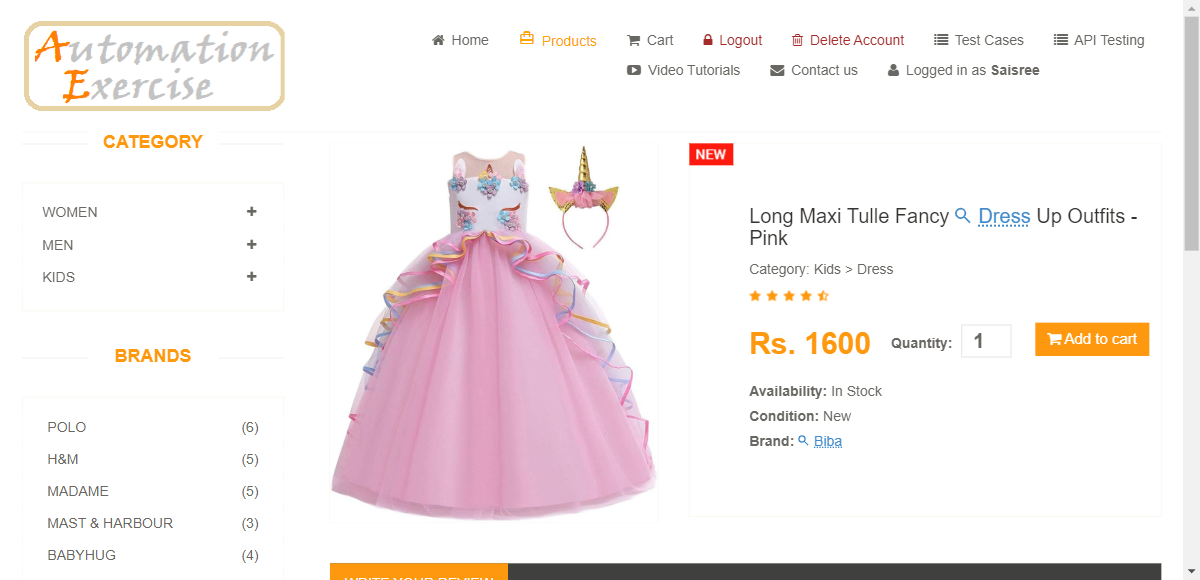 Automation
Exercise
Home
Products
Cart
Logout
Delete Account
Test Cases
API Testing
Video Tutorials
Contact us
Logged in as Saisree
CATEGORY
WOMEN
MEN
KIDS
BRANDS
POLO (6)
H&M (5)
MADAME (5)
MAST & HARBOUR (3)
BABYHUG (4)
NEW
Long Maxi Tulle Fancy Dress Up Outfits -
Pink
Category: Kids > Dress
Rs. 1600
Quantity: 1
Add to cart
Availability: In Stock
Condition: New
Brand: Biba
WRITE YOUR REVIEW